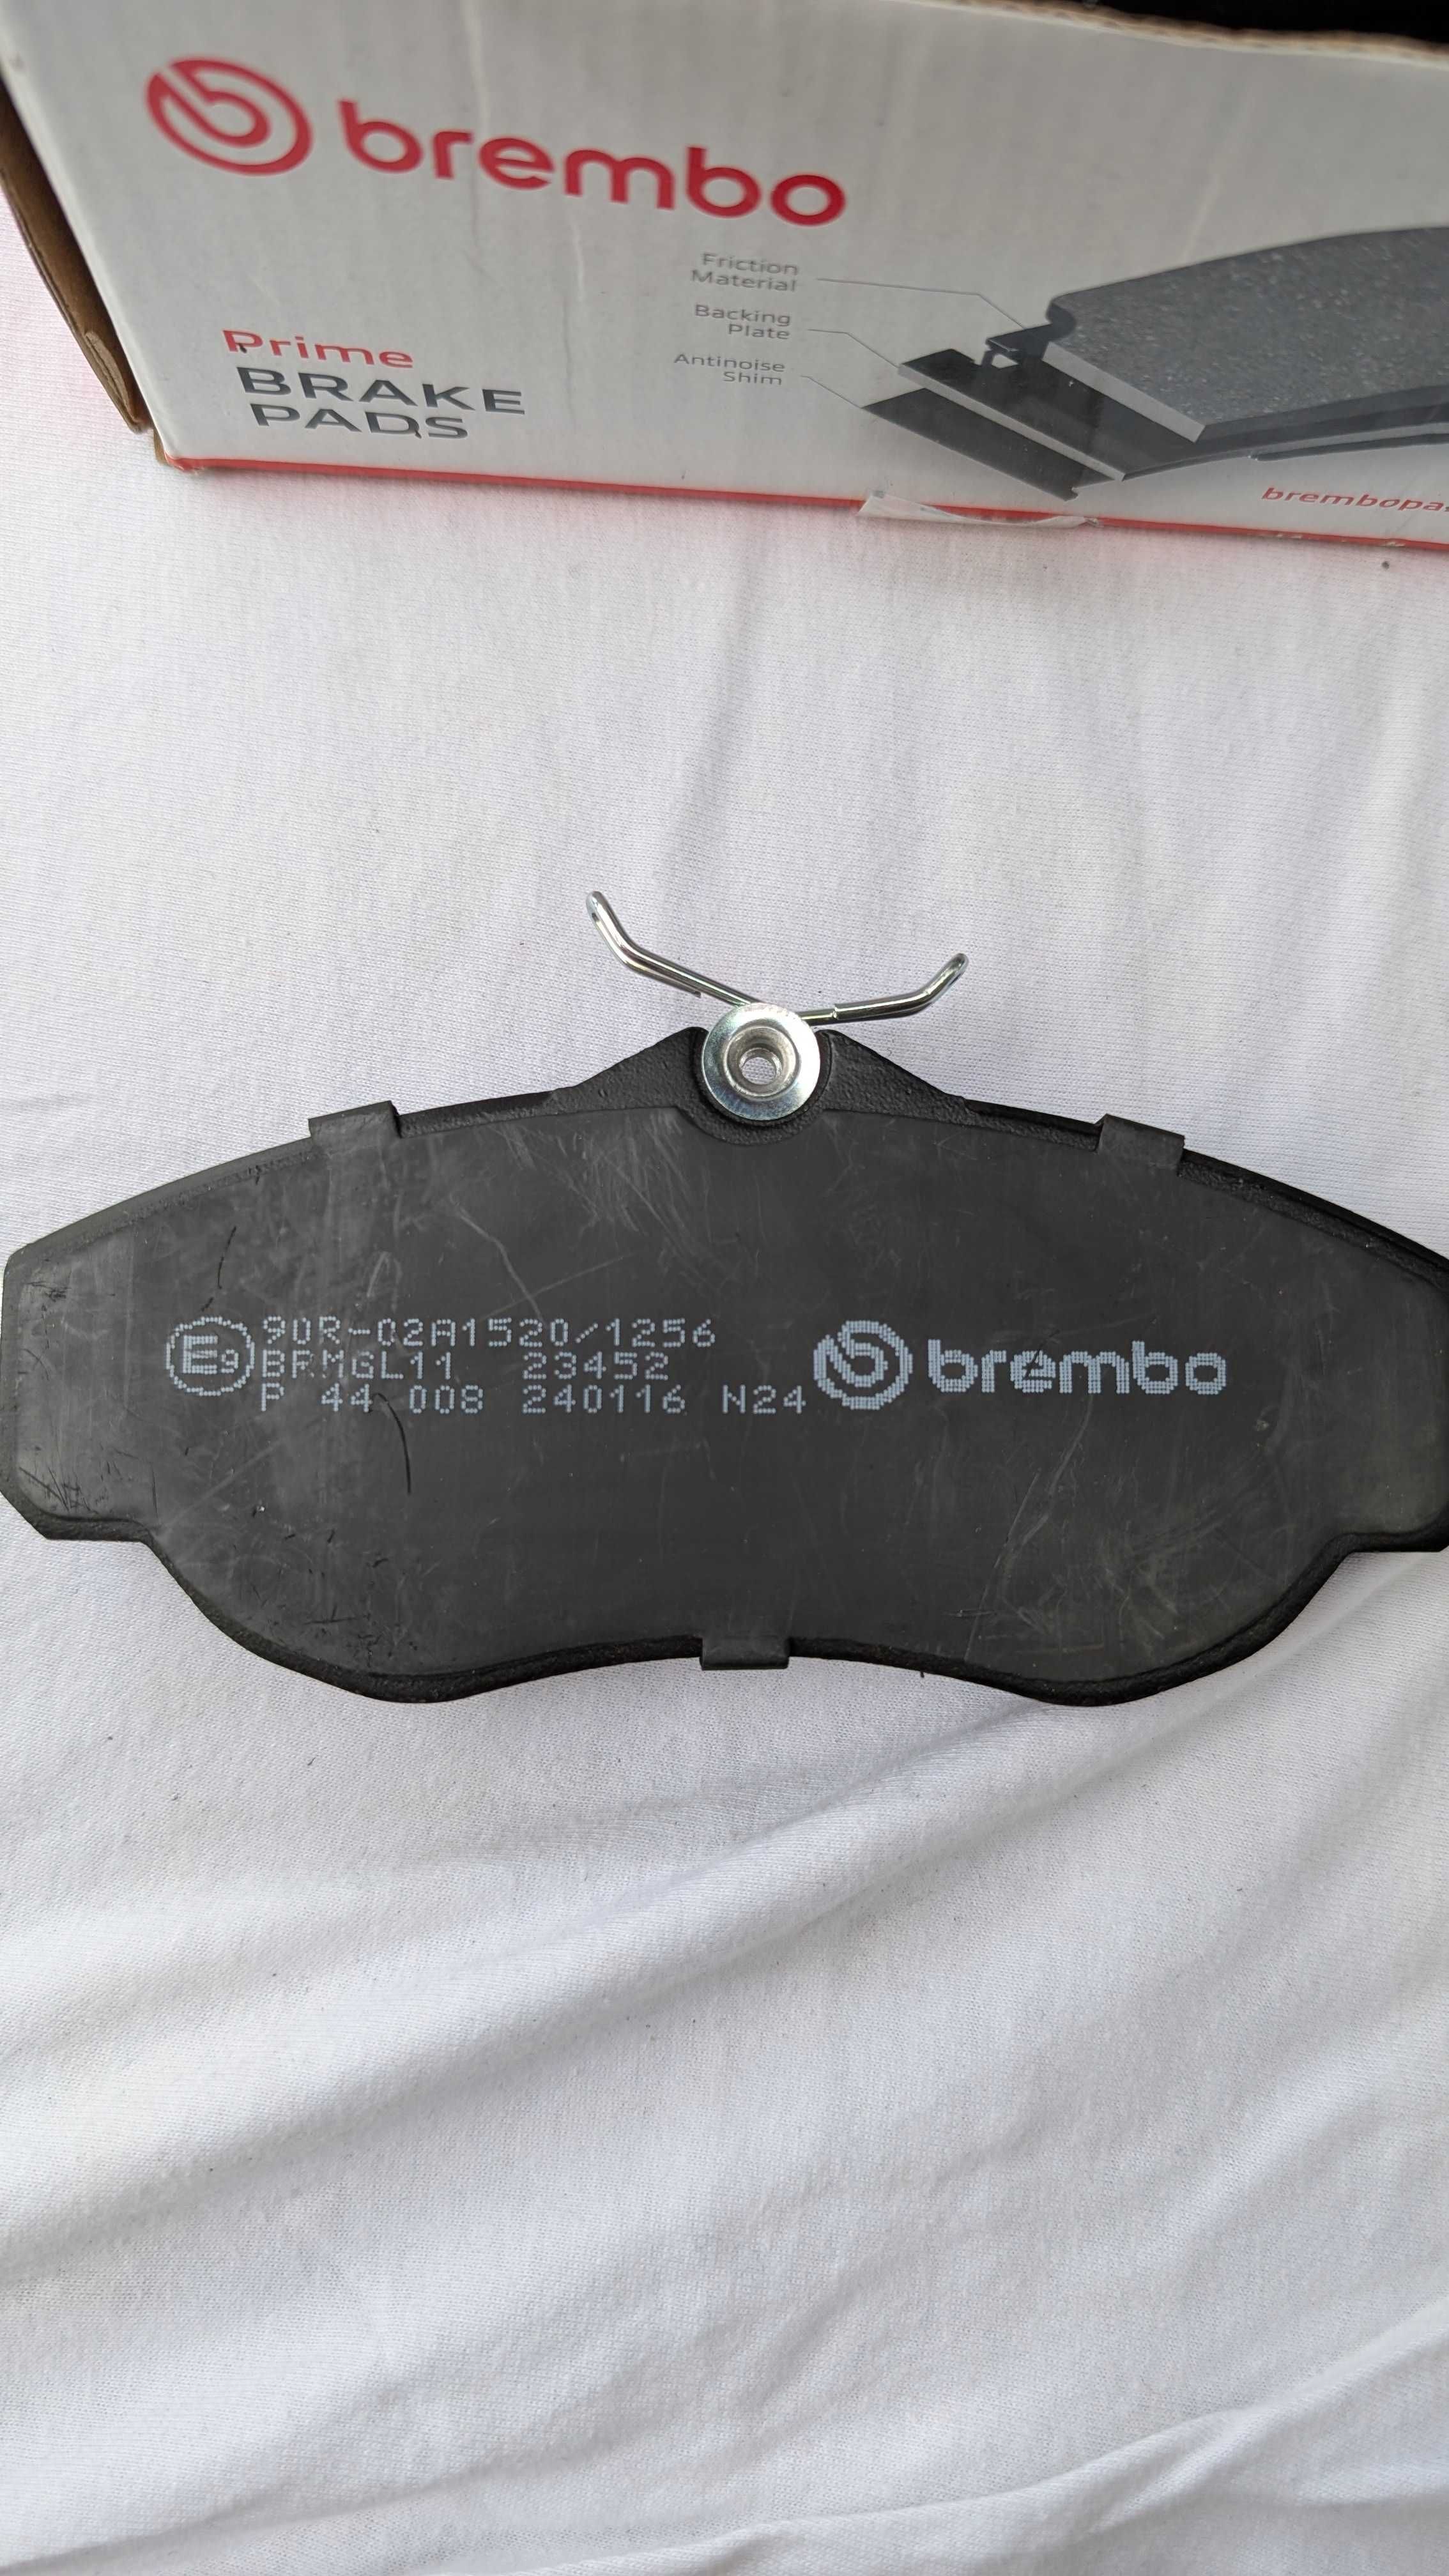 brembo
Friction
Material
Backing
Plate
Antinoise
Shim
Prime
BRAKE
PADS
E9
90R-02A1520/1256
BRMGL11 23452
P 44 008 240116 N24
brembo